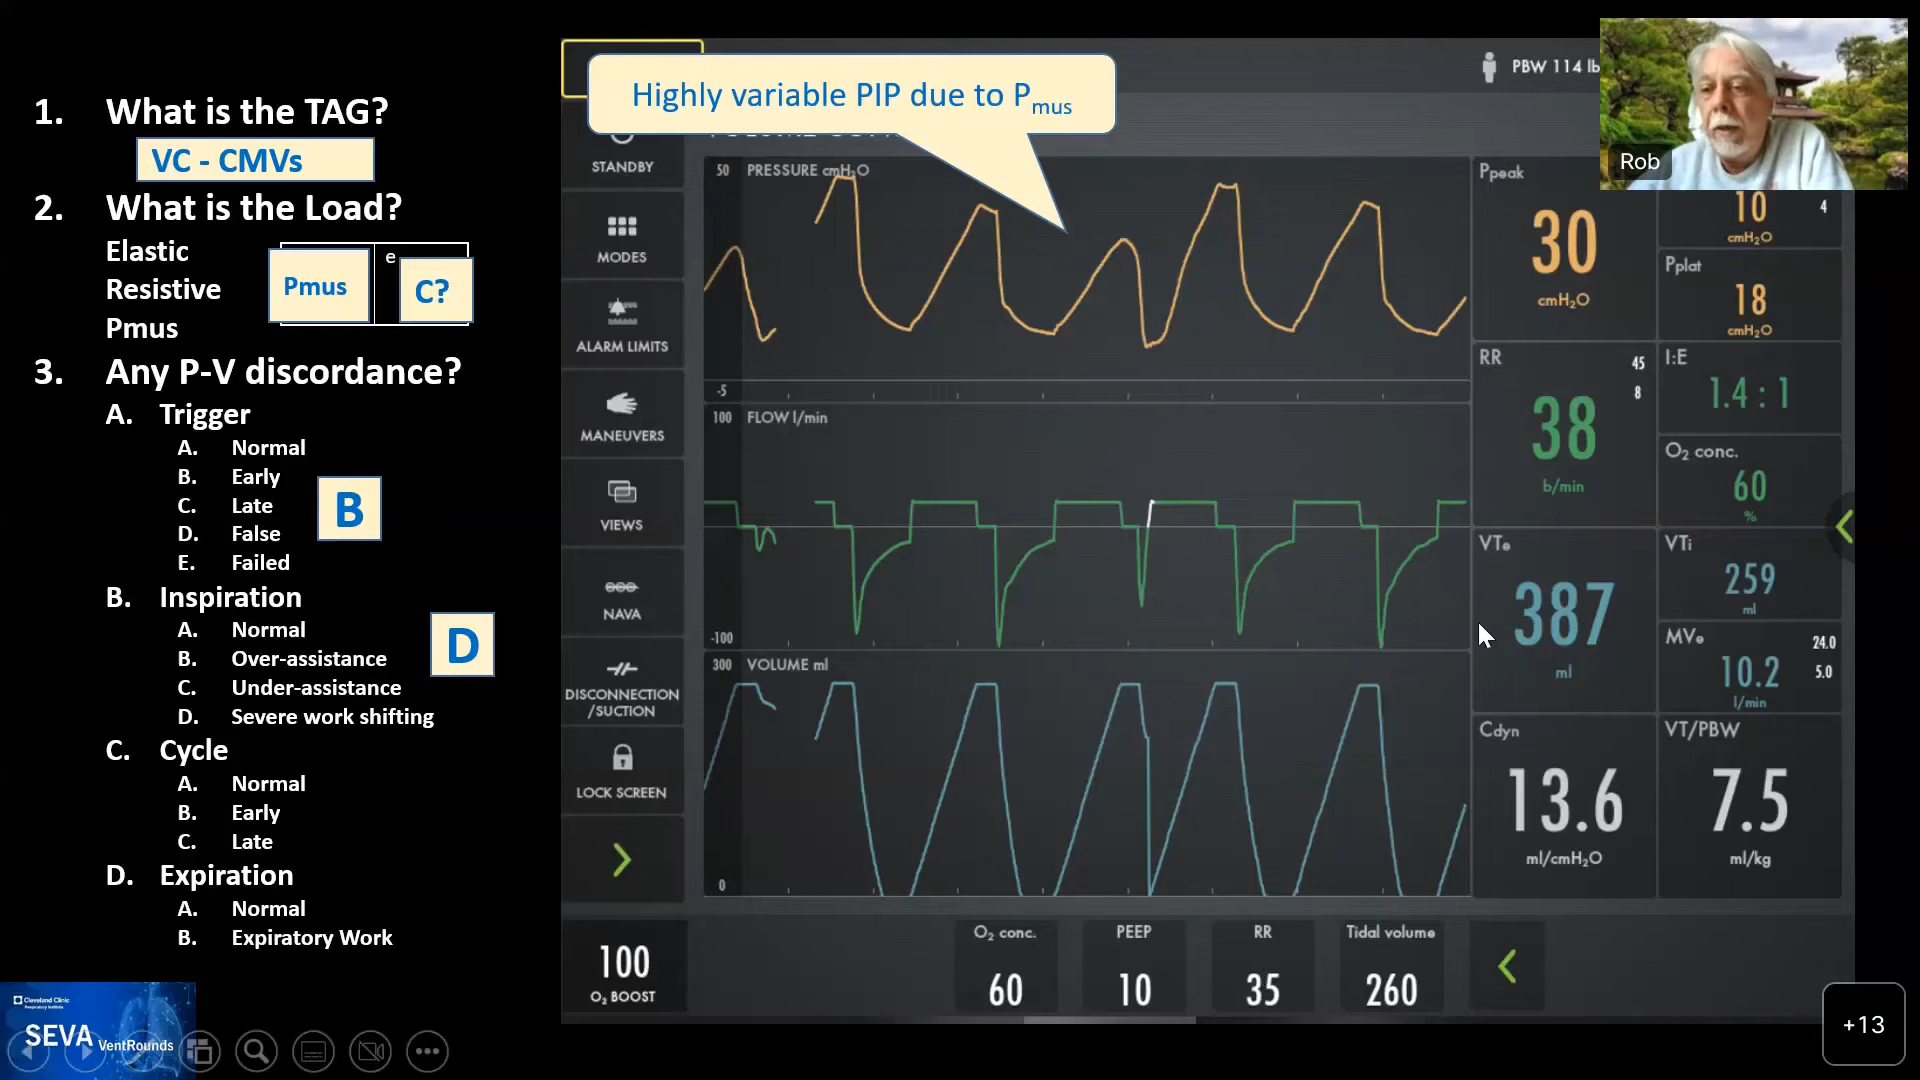 1. What is the TAG?
VC - CMVs
2. What is the Load?
Elastic
Resistive
Pmus
Pmus
e
C?
3. Any P-V discordance?
A. Trigger
A. Normal
B. Early
C. Late
D. False
E. Failed
B
B. Inspiration
A. Normal
B. Over-assistance
C. Under-assistance
D. Severe work shifting
D
C. Cycle
A. Normal
B. Early
C. Late
D. Expiration
A. Normal
B. Expiratory Work
Cleveland Clinic
SEVA VentRounds
Highly variable PIP due to Pmus
PBW 114 lb
Rob
STANDBY
MODES
ALARM LIMITS
MANEUVERS
VIEWS
NAVA
DISCONNECTION
/SUCTION
LOCK SCREEN
50 PRESSURE cmH₂O
-5
100 FLOW l/min
-100
300 VOLUME ml
0
Ppeak
30
cmH₂O
10
4
cmH₂O
Pplat
18
cmH₂O
RR
45
8
38
b/min
I:E
1.4 : 1
O₂ conc.
60
%
VTe
387
ml
VTi
259
ml
MVe
24.0
5.0
10.2
l/min
Cdyn
13.6
ml/cmH₂O
VT/PBW
7.5
ml/kg
100
O₂ BOOST
O₂ conc.
60
PEEP
10
RR
35
Tidal volume
260
+13